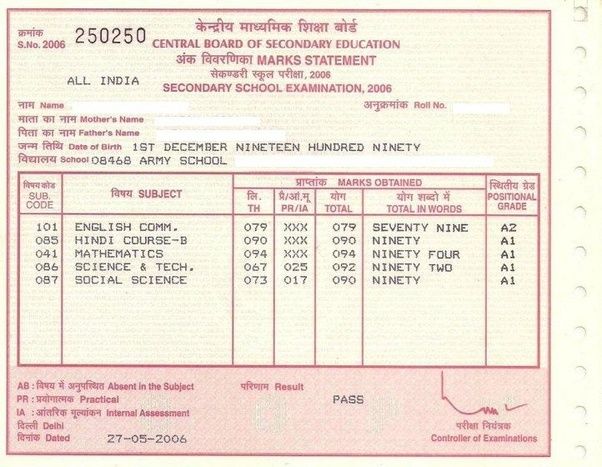 क्रमांक
S.No. 2006 250250
केन्द्रीय माध्यमिक शिक्षा बोर्ड
CENTRAL BOARD OF SECONDARY EDUCATION
अंक विवरणिका MARKS STATEMENT
सेकण्डरी स्कूल परीक्षा, 2006
ALL INDIA
SECONDARY SCHOOL EXAMINATION, 2006
नाम Name अनुक्रमांक Roll No.
माता का नाम Mother's Name
पिता का नाम Father's Name
जन्म तिथि Date of Birth 1ST DECEMBER NINETEEN HUNDRED NINETY
विद्यालय School 08468 ARMY SCHOOL
विषय कोड SUB. CODE विषय SUBJECT प्राप्तांक MARKS OBTAINED स्थितीय ग्रेड POSITIONAL GRADE
लि. TH प्रै/आं.मू PR/IA योग TOTAL योग शब्दो में TOTAL IN WORDS
101 ENGLISH COMM. 079 XXX 079 SEVENTY NINE A2
085 HINDI COURSE-B 090 XXX 090 NINETY A1
041 MATHEMATICS 094 XXX 094 NINETY FOUR A1
086 SCIENCE & TECH. 067 025 092 NINETY TWO A1
087 SOCIAL SCIENCE 073 017 090 NINETY A1
AB : विषय में अनुपस्थित Absent in the Subject परिणाम Result PASS
PR : प्रयोगात्मक Practical
IA : आंतरिक मूल्यांकन Internal Assessment
दिल्ली Delhi
दिनांक Dated 27-05-2006
परीक्षा नियंत्रक
Controller of Examinations